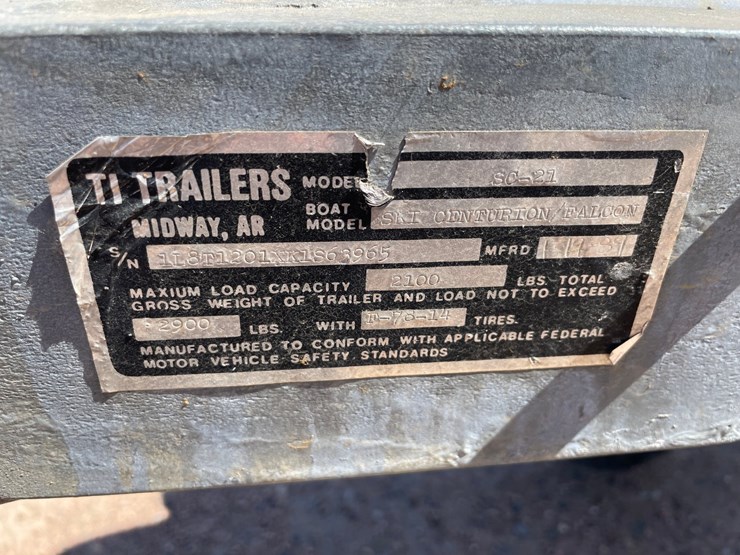 TI TRAILERS MODEL SC-21
MIDWAY, AR BOAT MODEL SKI CENTURION/FALCON
S/N 1L8T1201XK1S63965 MFRD
MAXIUM LOAD CAPACITY 2100 LBS. TOTAL
GROSS WEIGHT OF TRAILER AND LOAD NOT TO EXCEED
2900 LBS. WITH F-78-14 TIRES.
MANUFACTURED TO CONFORM WITH APPLICABLE FEDERAL
MOTOR VEHICLE SAFETY STANDARDS